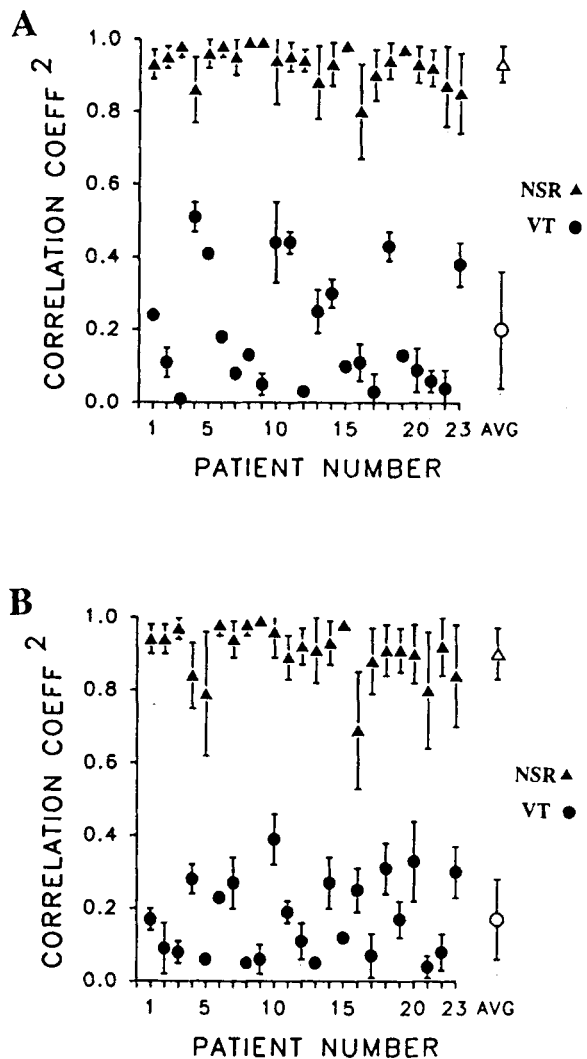 A
CORRELATION COEFF 2
1.0
0.8
0.6
0.4
0.2
0.0
1 5 10 15 20 23 AVG
PATIENT NUMBER
NSR
VT
B
CORRELATION COEFF 2
1.0
0.8
0.6
0.4
0.2
0.0
1 5 10 15 20 23 AVG
PATIENT NUMBER
NSR
VT